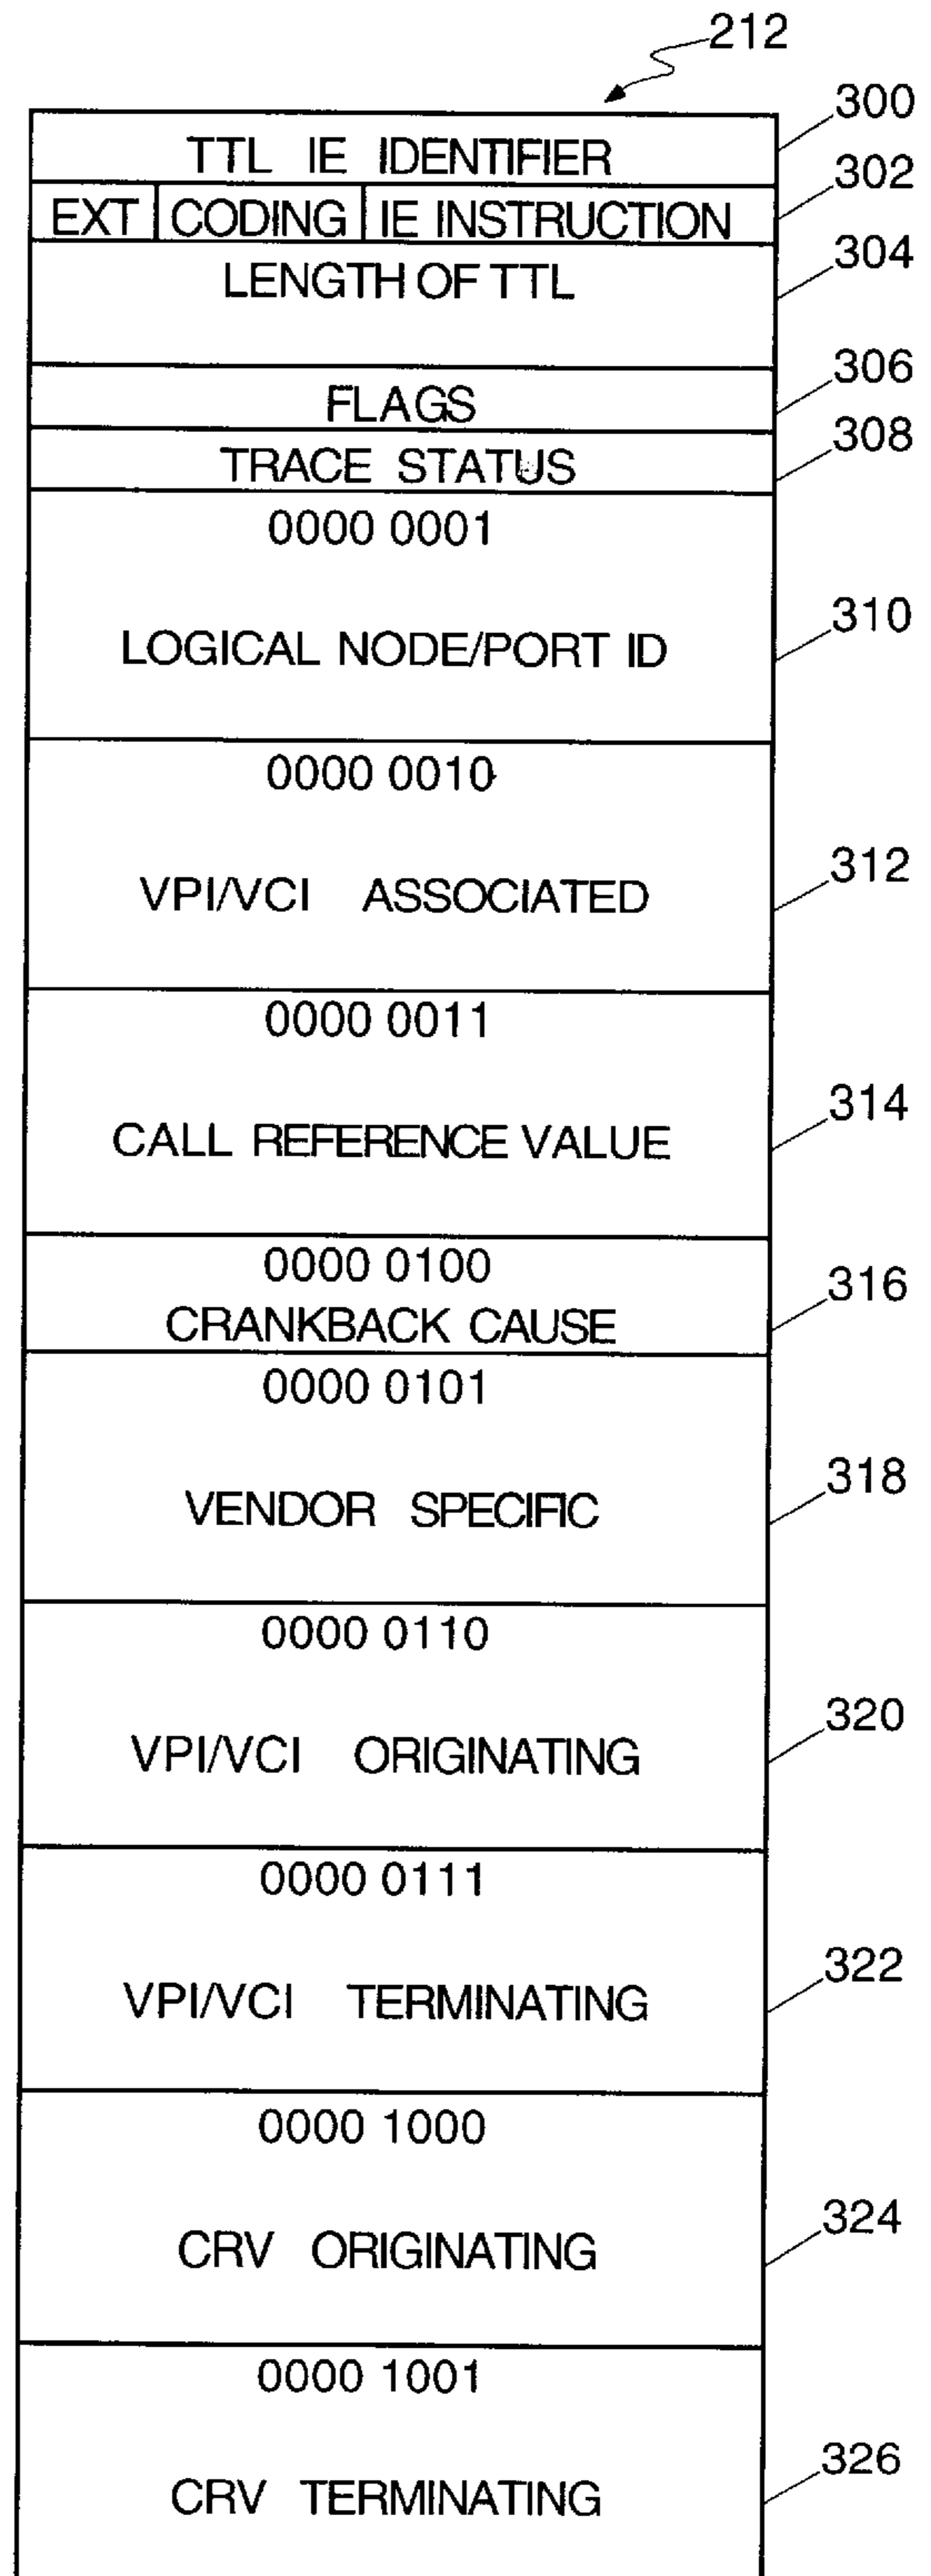 212
TTL IE IDENTIFIER 300
EXT CODING IE INSTRUCTION 302
LENGTH OF TTL 304
FLAGS 306
TRACE STATUS 308
0000 0001
LOGICAL NODE/PORT ID 310
0000 0010
VPI/VCI ASSOCIATED 312
0000 0011
CALL REFERENCE VALUE 314
0000 0100
CRANKBACK CAUSE 316
0000 0101
VENDOR SPECIFIC 318
0000 0110
VPI/VCI ORIGINATING 320
0000 0111
VPI/VCI TERMINATING 322
0000 1000
CRV ORIGINATING 324
0000 1001
CRV TERMINATING 326